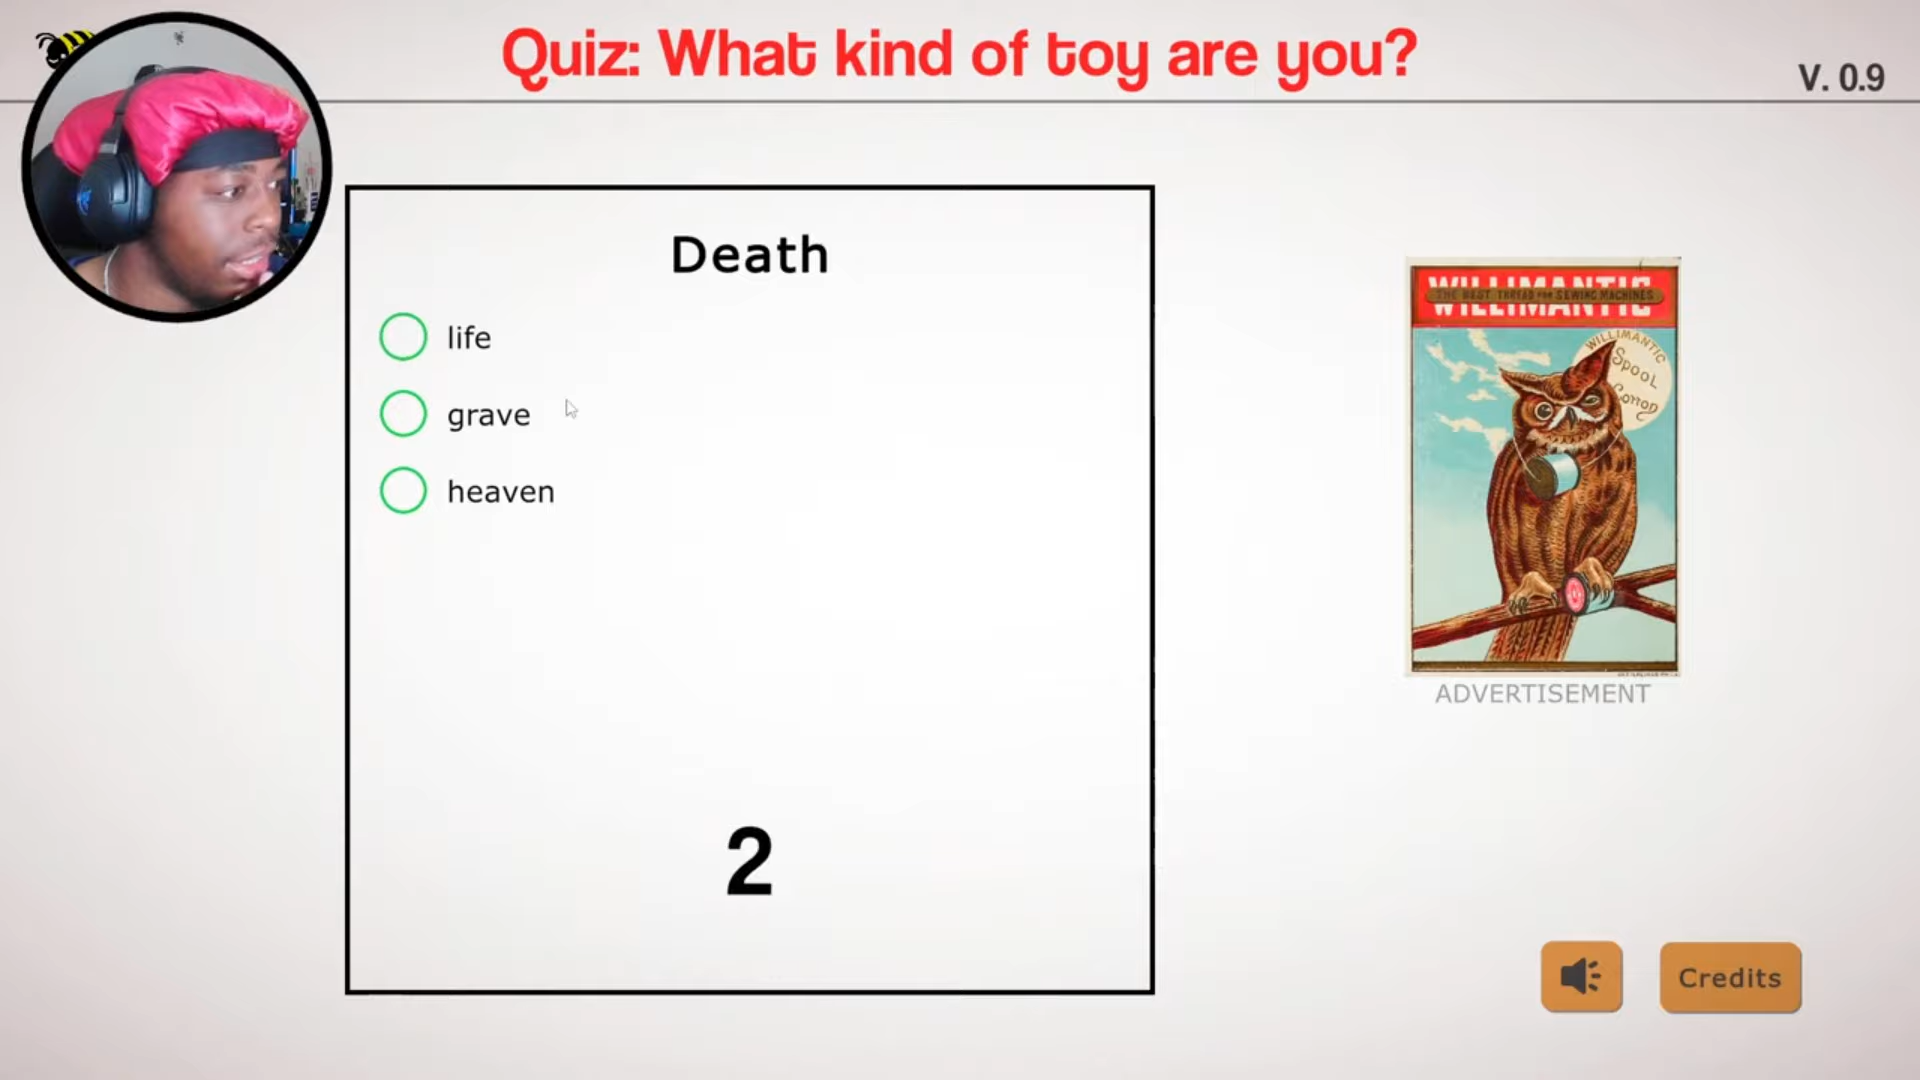 Quiz: What kind of toy are you?
V. 0.9
Death
life
grave
heaven
2
WILLIMANTIC
THE BEST THREAD FOR SEWING MACHINES
WILLIMANTIC
Spool
Cotton
ADVERTISEMENT
Credits